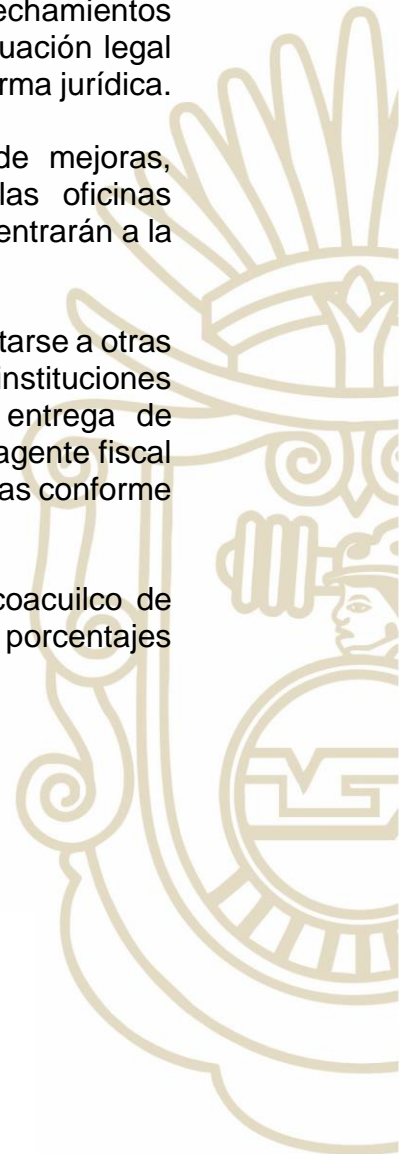 echamientos
uación legal
rma jurídica.
de mejoras,
las oficinas
entrarán a la
tarse a otras
instituciones
entrega de
agente fiscal
as conforme
coacuilco de
porcentajes